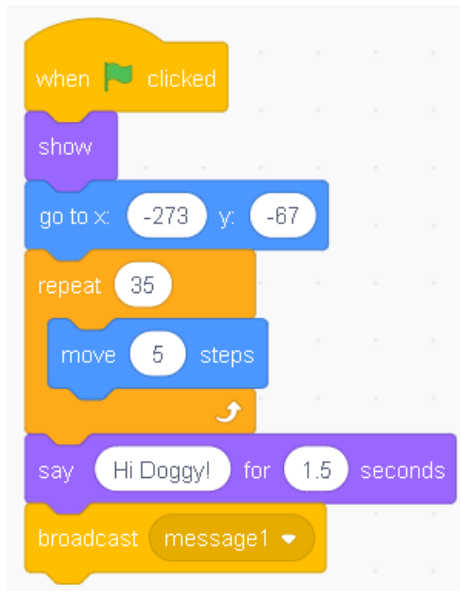 when clicked
show
go to x: -273 y: -67
repeat 35
move 5 steps
say Hi Doggy! for 1.5 seconds
broadcast message1